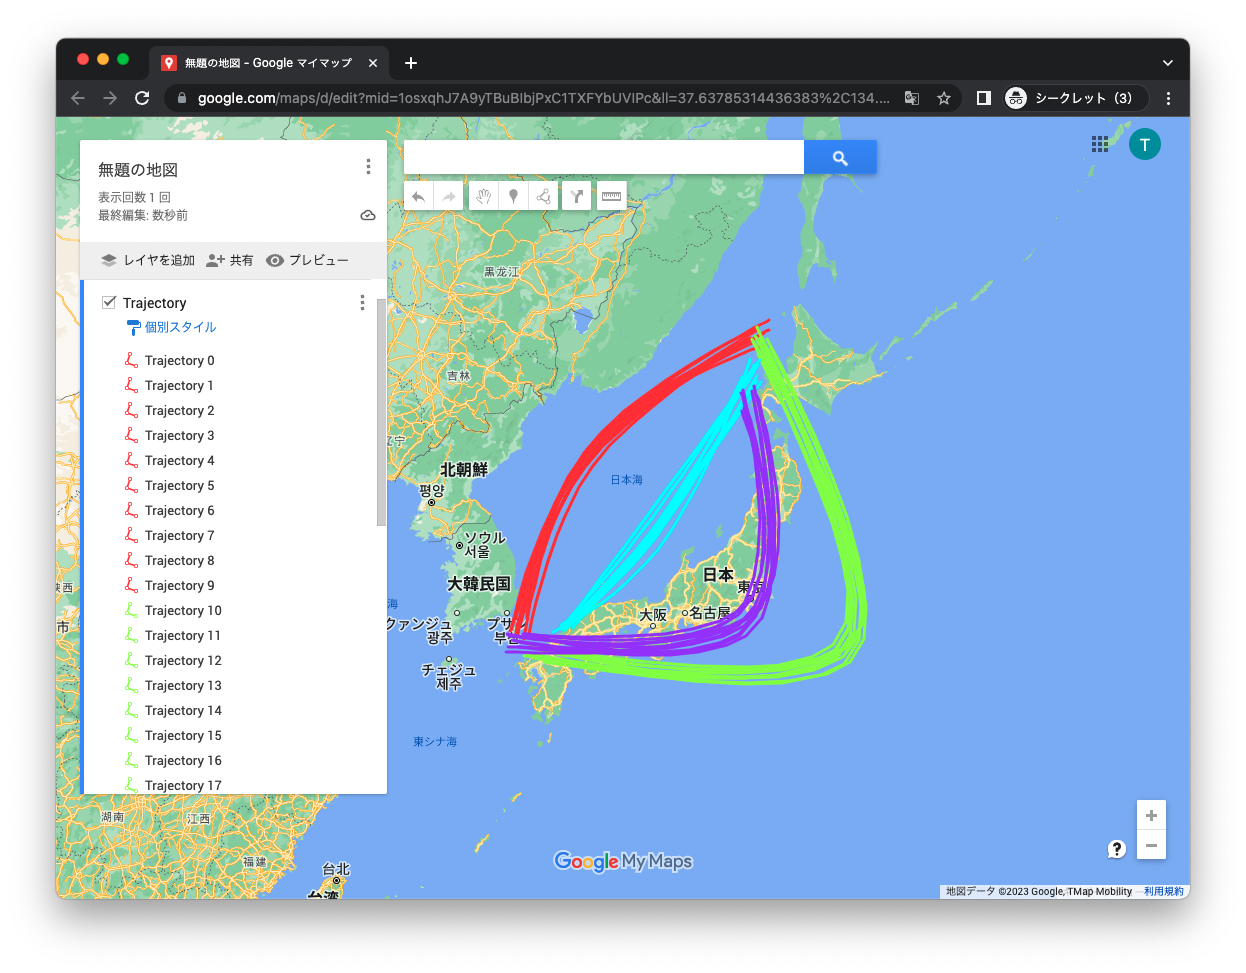 無題の地図 - Google マイマップ
google.com/maps/d/edit?mid=1osxqhJ7A9yTBuBIbjPxC1TXFYbUVIPc&ll=37.63785314436383%2C134....
シークレット (3)
無題の地図
表示回数 1 回
最終編集: 数秒前
レイヤを追加
共有
プレビュー
T
Trajectory
個別スタイル
Trajectory 0
Trajectory 1
Trajectory 2
Trajectory 3
Trajectory 4
Trajectory 5
Trajectory 6
Trajectory 7
Trajectory 8
Trajectory 9
Trajectory 10
Trajectory 11
Trajectory 12
Trajectory 13
Trajectory 14
Trajectory 15
Trajectory 16
Trajectory 17
黑龙江
吉林
辽宁
北朝鮮
평양
日本海
ソウル
서울
大韓民国
日本
東京
海
クァンジュ
광주
プサン
부산
大阪
名古屋
チェジュ
제주
東シナ海
陕西
市
湖南
江西
福建
台北
台湾
Google My Maps
?
地図データ ©2023 Google, TMap Mobility
利用規約